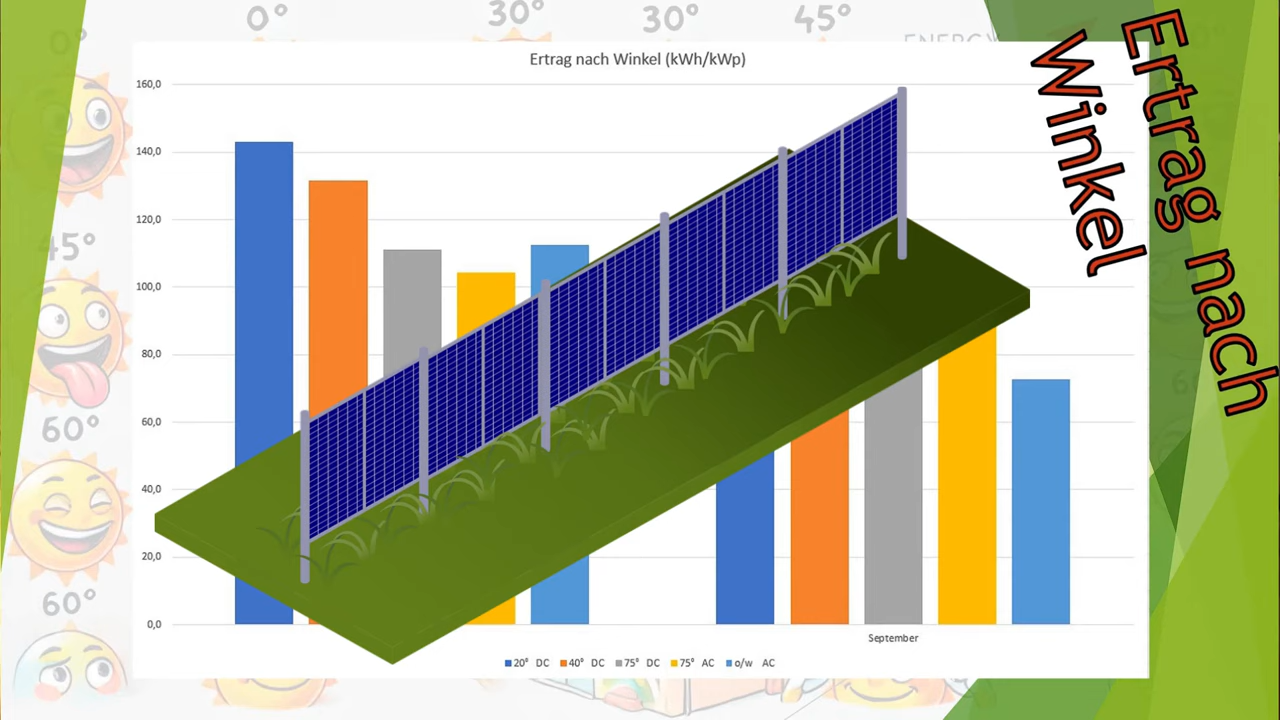 0° 30° 30° 45°
0°
ENERGY
Ertrag nach
Winkel
Ertrag nach Winkel (kWh/kWp)
160,0
140,0
120,0
100,0
80,0
60,0
40,0
20,0
0,0
45°
60°
60°
September
20° DC 40° DC 75° DC 75° AC o/w AC